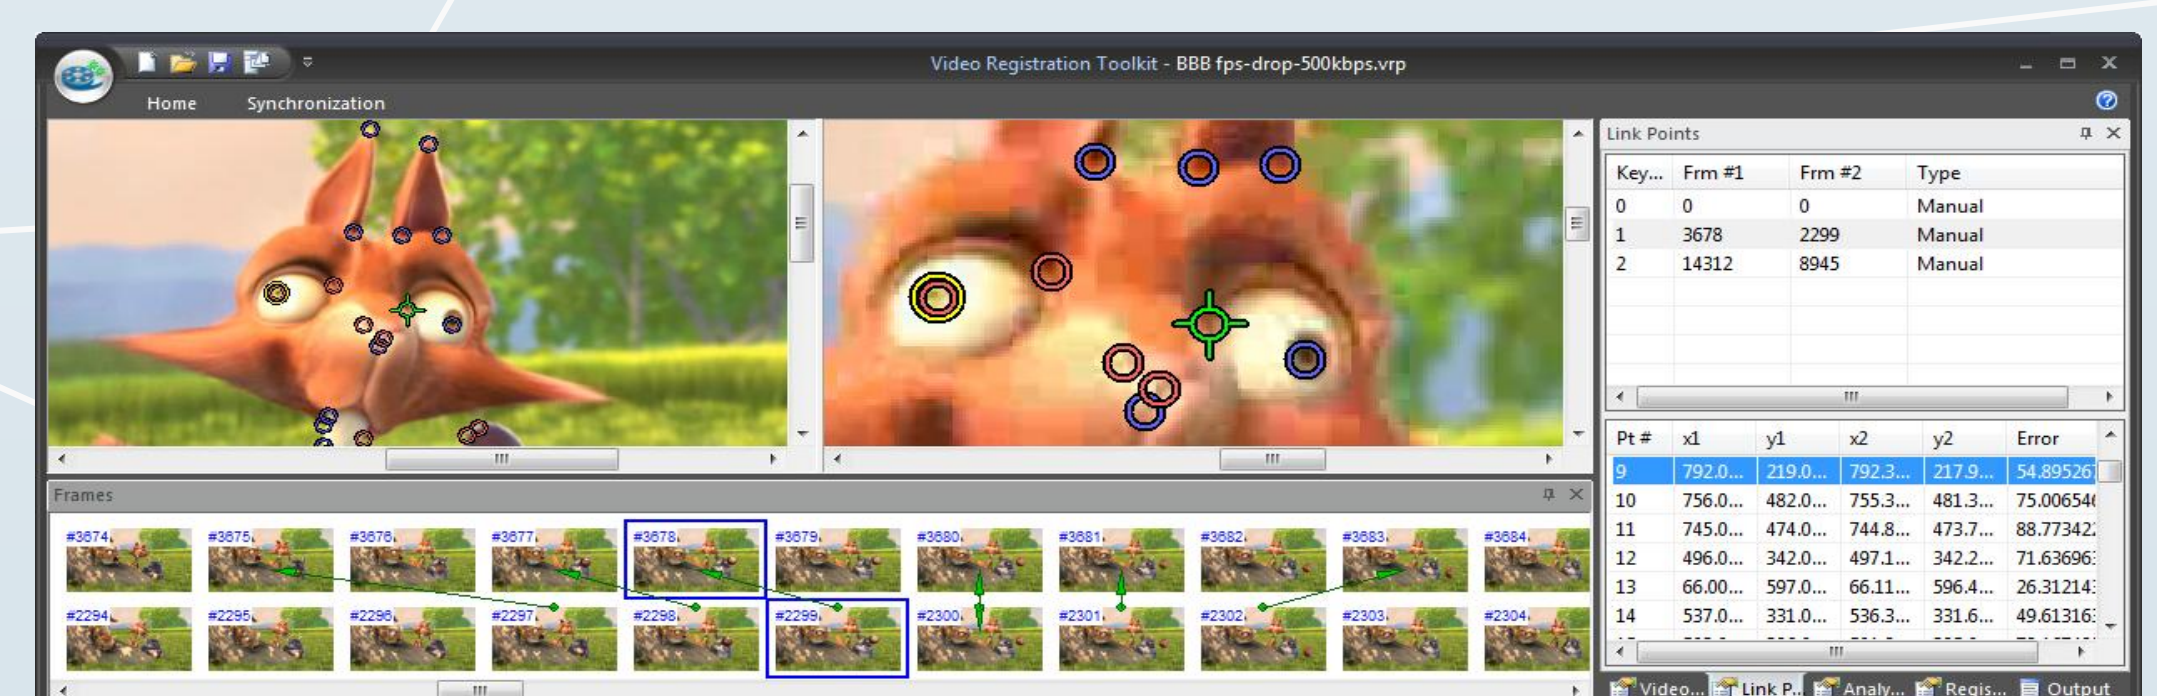 Video Registration Toolkit - BBB fps-drop-500kbps.vrp
Home Synchronization
Link Points
Key... Frm #1 Frm #2 Type
0 0 0 Manual
1 3678 2299 Manual
2 14312 8945 Manual
Pt # x1 y1 x2 y2 Error
9 792.0... 219.0... 792.3... 217.9... 54.895267
10 756.0... 482.0... 755.3... 481.3... 75.006546
11 745.0... 474.0... 744.8... 473.7... 88.773422
12 496.0... 342.0... 497.1... 342.2... 71.63696
13 66.00... 597.0... 66.11... 596.4... 26.31214
14 537.0... 331.0... 536.3... 331.6... 49.61316
Frames
#3674 #3675 #3676 #3677 #3678 #3679 #3680 #3681 #3682 #3683 #3684
#2294 #2295 #2296 #2297 #2298 #2299 #2300 #2301 #2302 #2303 #2304
Video... Link P... Analy... Regis... Output